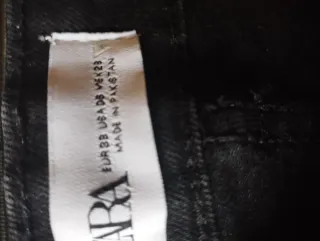 ZARA
EUR 38 USA 06 MEX 28
MADE IN PAKISTAN